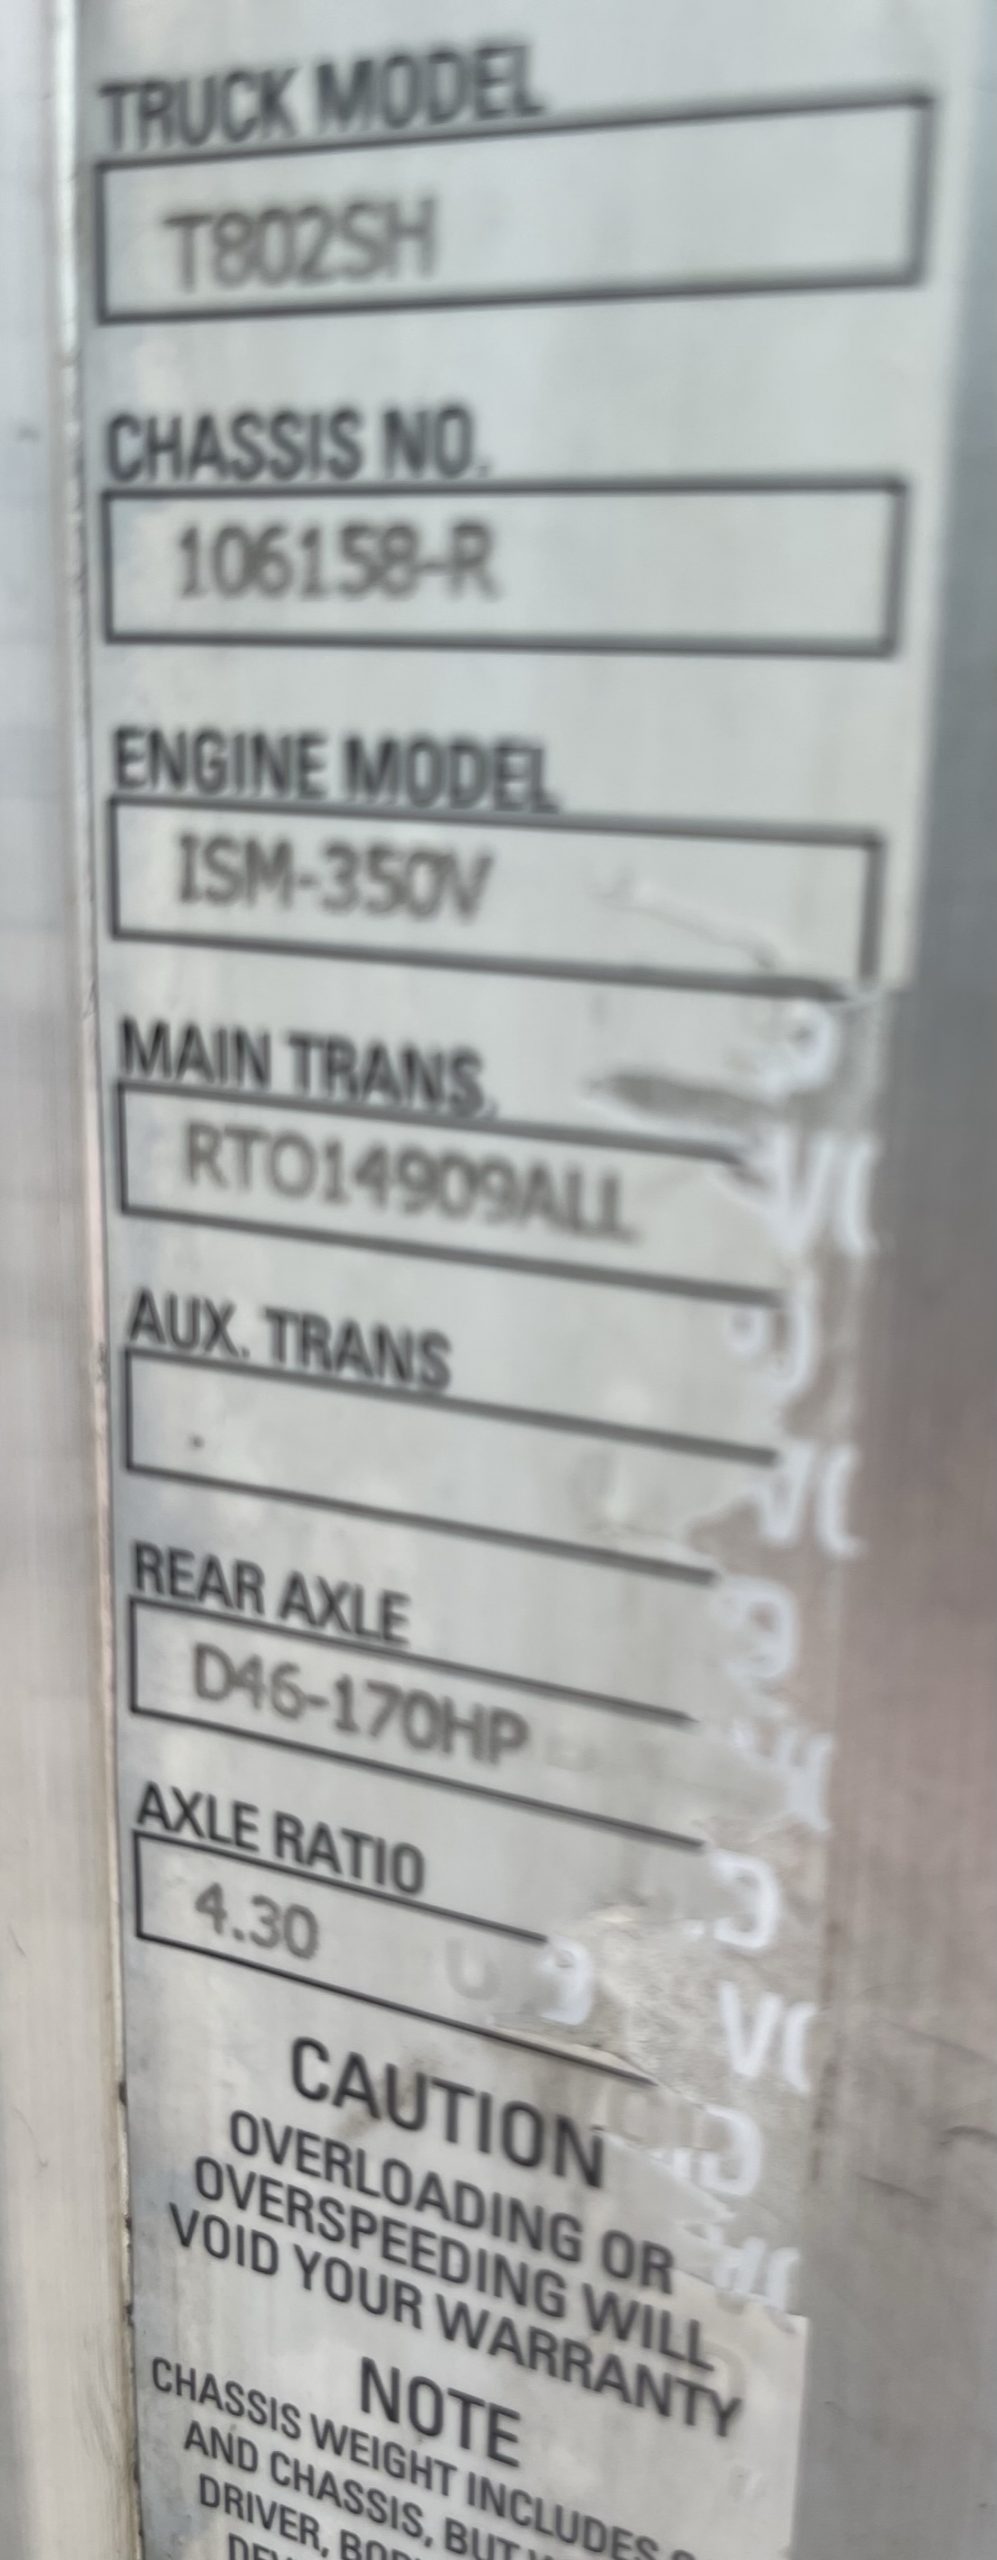 TRUCK MODEL
T802SH
CHASSIS NO.
106158-R
ENGINE MODEL
ISM-350V
MAIN TRANS.
RTO14909ALL
AUX. TRANS
REAR AXLE
D46-170HP
AXLE RATIO
4.30
CAUTION
OVERLOADING OR
OVERSPEEDING WILL
VOID YOUR WARRANTY
NOTE
CHASSIS WEIGHT INCLUDES
AND CHASSIS, BUT
DRIVER,